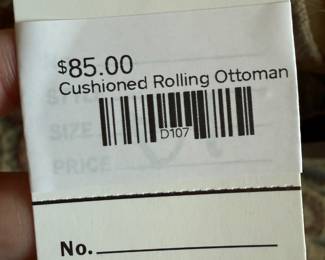 $85.00
Cushioned Rolling Ottoman
D107
STYLE
SIZE
PRICE
No.